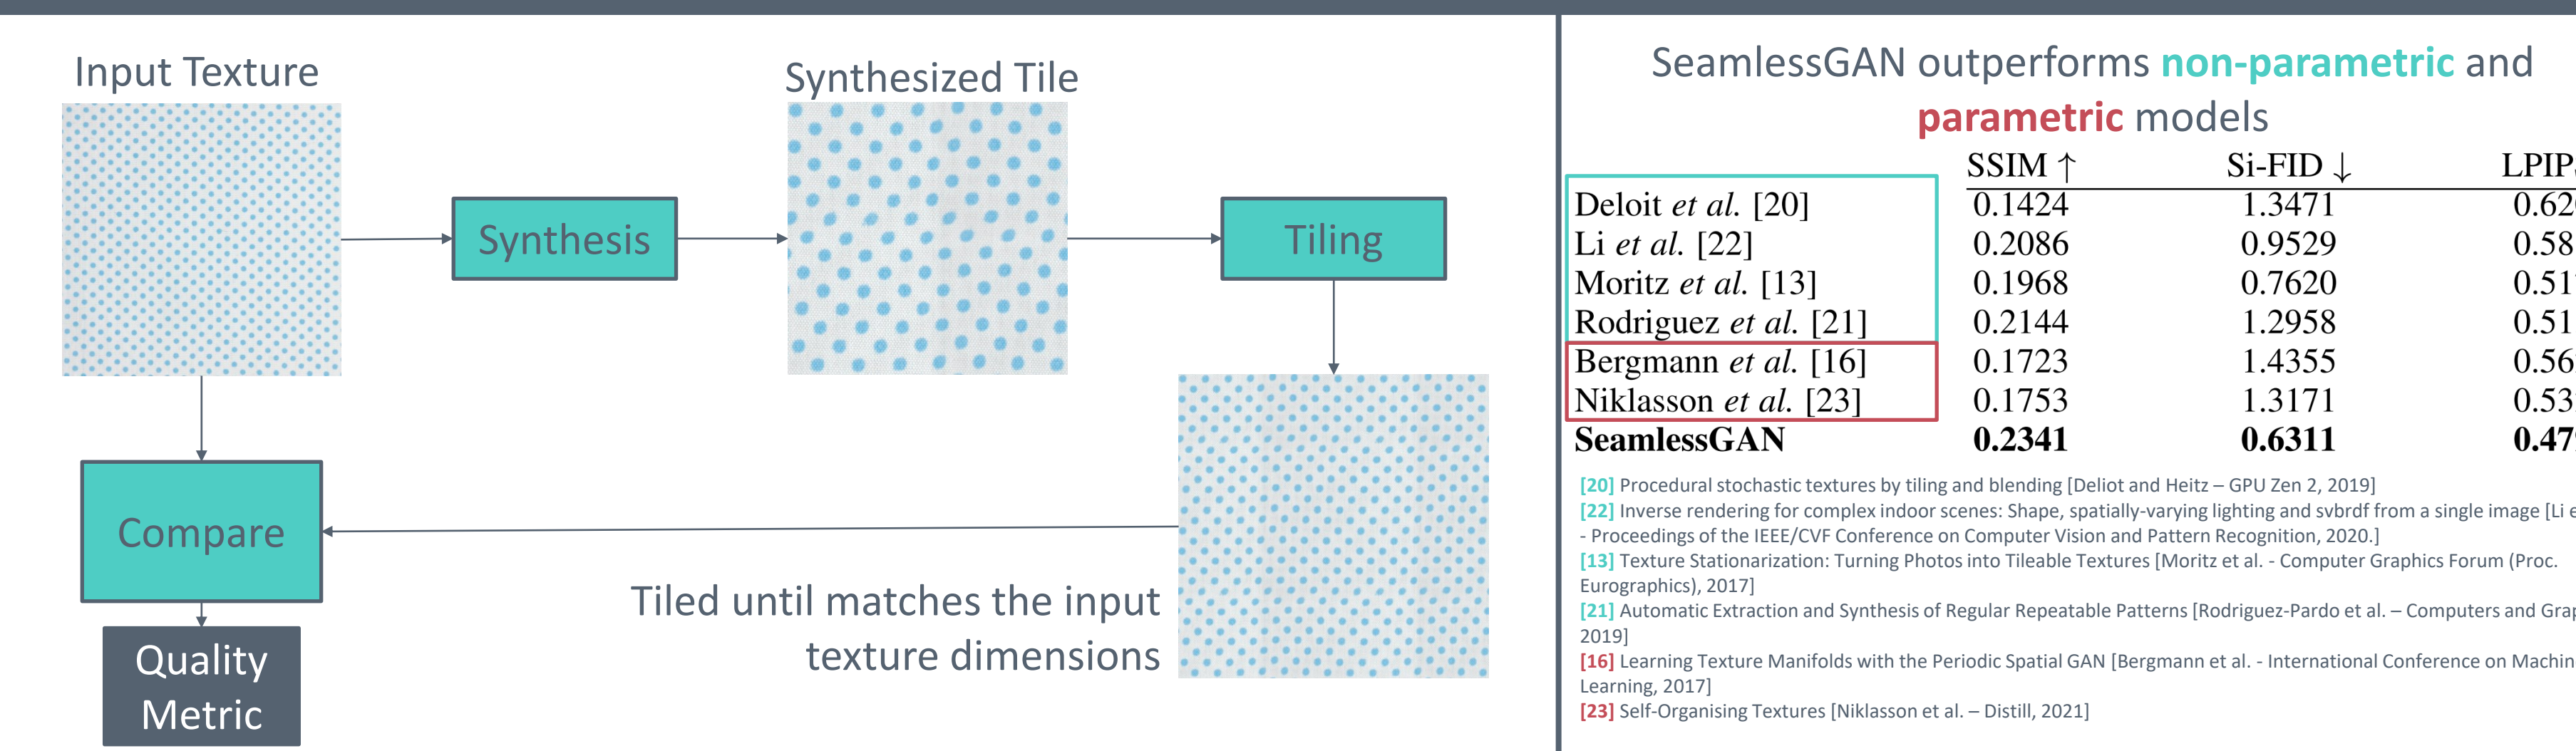 Input Texture
Synthesized Tile
Synthesis
Tiling
Compare
Tiled until matches the input
texture dimensions
Quality
Metric
SeamlessGAN outperforms non-parametric and
parametric models
SSIM ↑ Si-FID ↓
Deloit et al. [20] 0.1424 1.3471
Li et al. [22] 0.2086 0.9529
Moritz et al. [13] 0.1968 0.7620
Rodriguez et al. [21] 0.2144 1.2958
Bergmann et al. [16] 0.1723 1.4355
Niklasson et al. [23] 0.1753 1.3171
SeamlessGAN 0.2341 0.6311
[20] Procedural stochastic textures by tiling and blending [Deliot and Heitz – GPU Zen 2, 2019]
[22] Inverse rendering for complex indoor scenes: Shape, spatially-varying lighting and svbrdf from a single image [Li
- Proceedings of the IEEE/CVF Conference on Computer Vision and Pattern Recognition, 2020.]
[13] Texture Stationarization: Turning Photos into Tileable Textures [Moritz et al. - Computer Graphics Forum (Proc.
Eurographics), 2017]
[21] Automatic Extraction and Synthesis of Regular Repeatable Patterns [Rodriguez-Pardo et al. – Computers and
2019]
[16] Learning Texture Manifolds with the Periodic Spatial GAN [Bergmann et al. - International Conference on
Learning, 2017]
[23] Self-Organising Textures [Niklasson et al. – Distill, 2021]